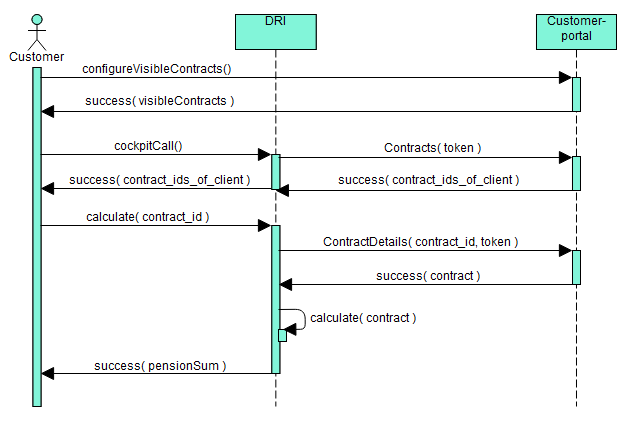 DRI
Customer-
portal
Customer
configureVisibleContracts()
success( visibleContracts )
cockpitCall()
Contracts( token )
success( contract_ids_of_client )
success( contract_ids_of_client )
calculate( contract_id )
ContractDetails( contract_id, token )
success( contract )
calculate( contract )
success( pensionSum )